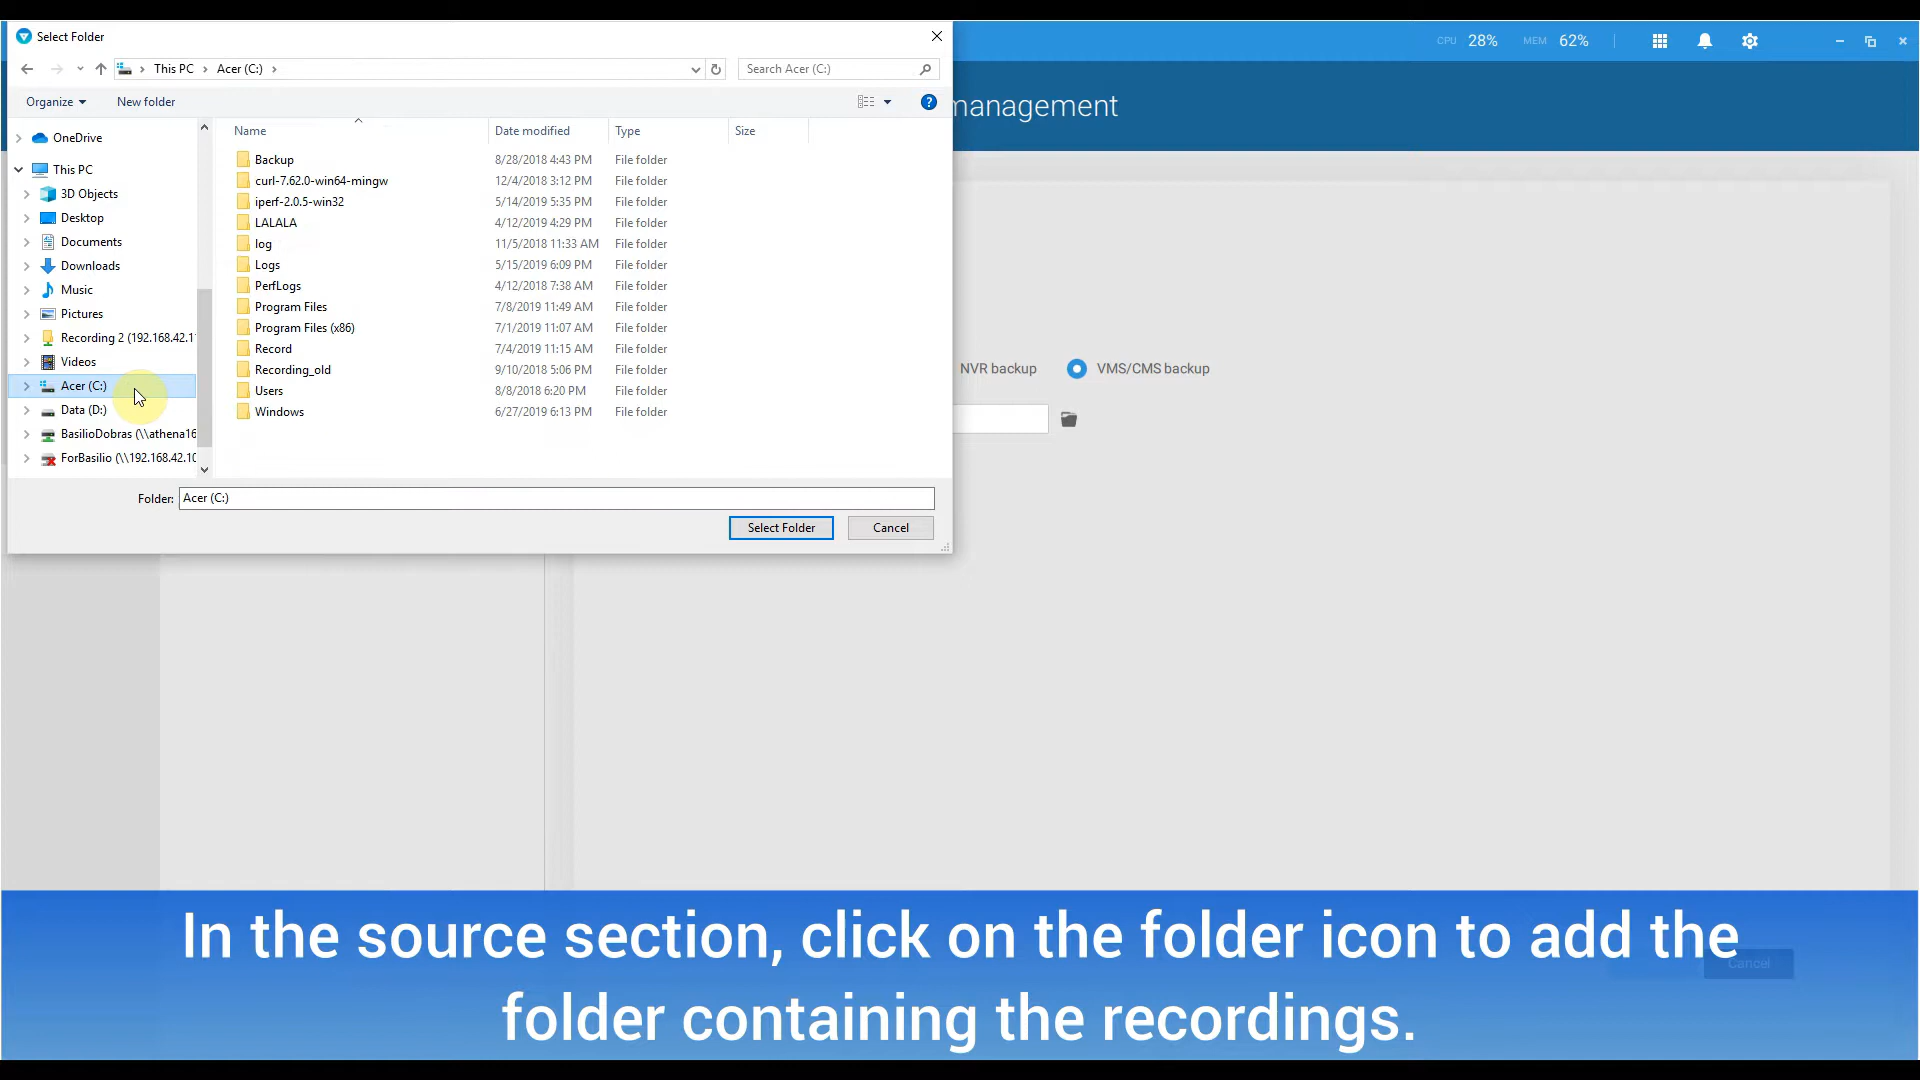 Select Folder
CPU 28% MEM 62%
This PC Acer (C:)
Search Acer (C:)
Organize New folder
management
Name Date modified Type Size
OneDrive
This PC
3D Objects
Desktop
Documents
Downloads
Music
Pictures
Recording 2 (192.168.42.1
Videos
Acer (C:)
Data (D:)
BasilioDobras (\\athena16
ForBasilio (\\192.168.42.10
Backup 8/28/2018 4:43 PM File folder
curl-7.62.0-win64-mingw 12/4/2018 3:12 PM File folder
iperf-2.0.5-win32 5/14/2019 5:35 PM File folder
LALALA 4/12/2019 4:29 PM File folder
log 11/5/2018 11:33 AM File folder
Logs 5/15/2019 6:09 PM File folder
PerfLogs 4/12/2018 7:38 AM File folder
Program Files 7/8/2019 11:49 AM File folder
Program Files (x86) 7/1/2019 11:07 AM File folder
Record 7/4/2019 11:15 AM File folder
Recording_old 9/10/2018 5:06 PM File folder
Users 8/8/2018 6:20 PM File folder
Windows 6/27/2019 6:13 PM File folder
NVR backup VMS/CMS backup
Folder: Acer (C:)
Select Folder Cancel
In the source section, click on the folder icon to add the
Cancel
folder containing the recordings.